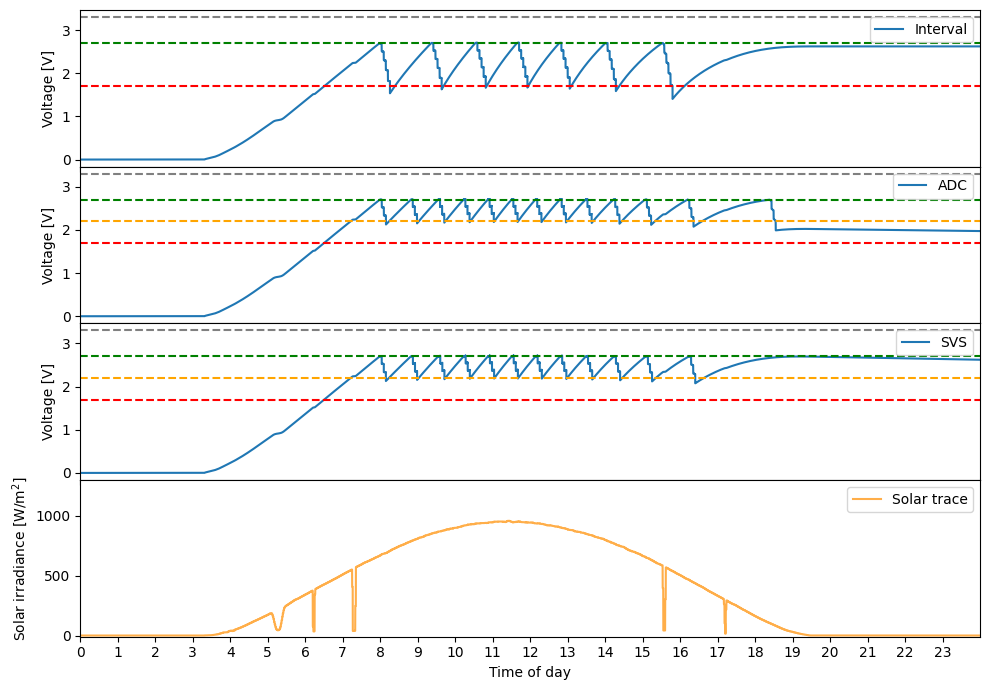 Voltage [V]
3
2
1
0
Interval
Voltage [V]
3
2
1
0
ADC
Voltage [V]
3
2
1
0
SVS
Solar irradiance [W/m²]
1000
500
0
Solar trace
0 1 2 3 4 5 6 7 8 9 10 11 12 13 14 15 16 17 18 19 20 21 22 23
Time of day